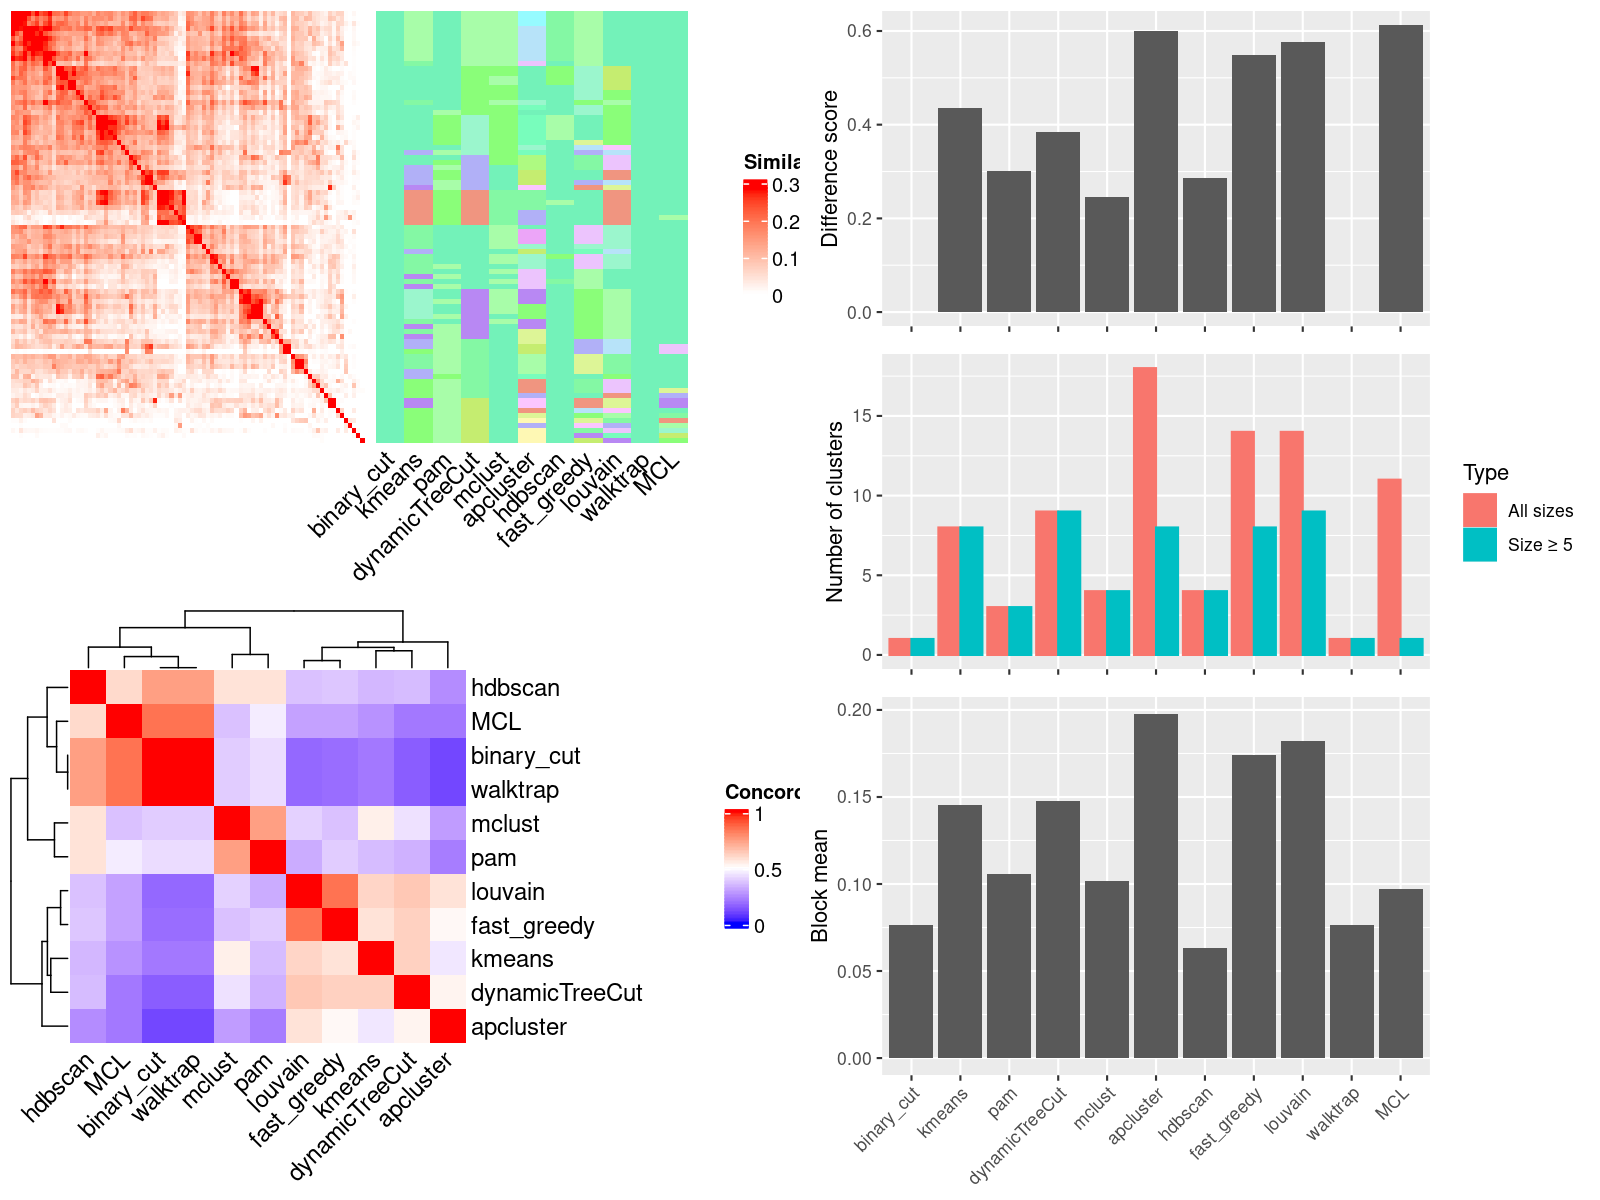 Simila
0.3
0.2
0.1
0
binary_cut
kmeans
pam
dynamicTreeCut
mclust
apcluster
hdbscan
fast_greedy
louvain
walktrap
MCL
hdbscan
MCL
binary_cut
walktrap
mclust
pam
louvain
fast_greedy
kmeans
dynamicTreeCut
apcluster
hdbscan
MCL
binary_cut
walktrap
mclust
pam
louvain
fast_greedy
kmeans
dynamicTreeCut
apcluster
Concord
1
0.5
0
Difference score
0.6
0.4
0.2
0.0
Number of clusters
15
10
5
0
Type
All sizes
Size ≥ 5
Block mean
0.20
0.15
0.10
0.05
0.00
binary_cut
kmeans
pam
dynamicTreeCut
mclust
apcluster
hdbscan
fast_greedy
louvain
walktrap
MCL